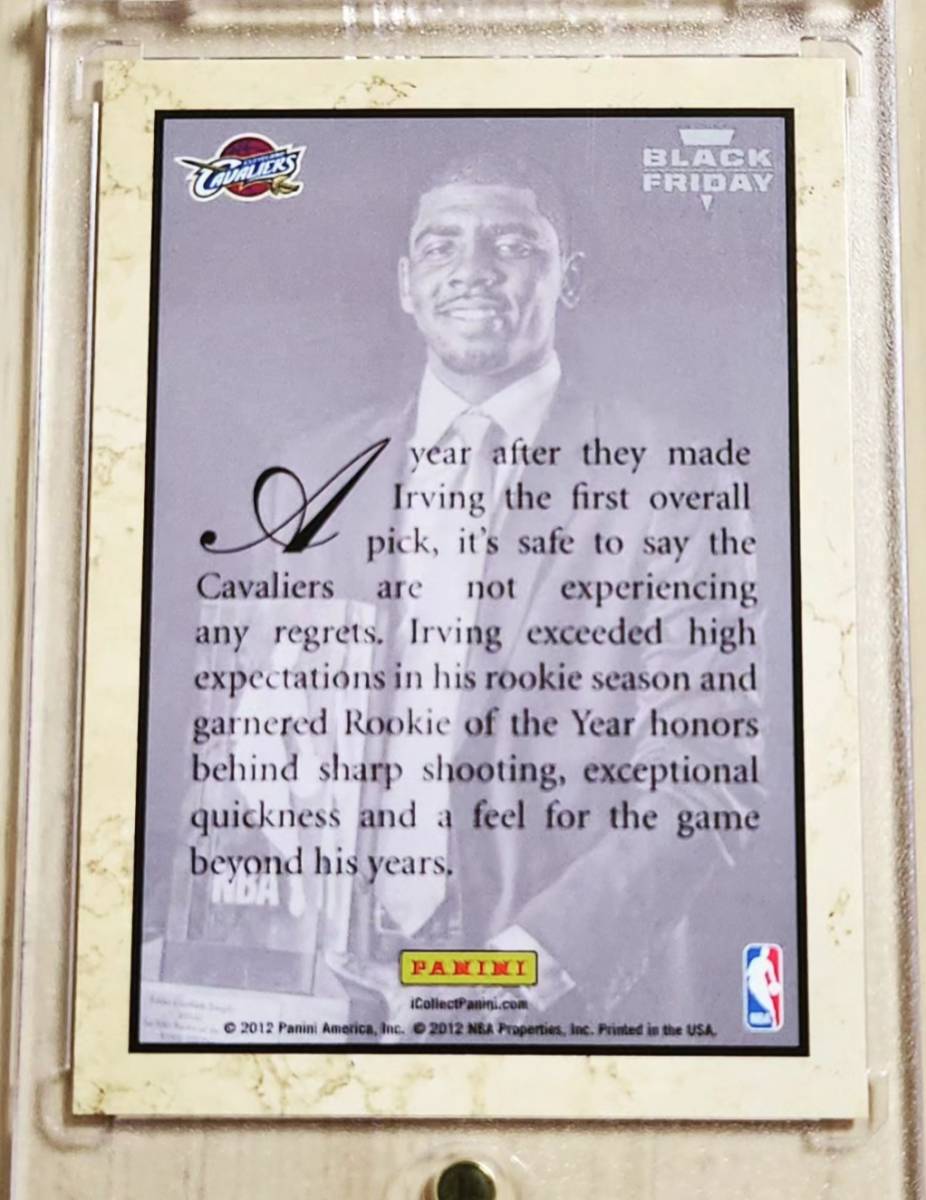 CLEVELAND
CAVALIERS
BLACK
FRIDAY
A year after they made
Irving the first overall
pick, it's safe to say the
Cavaliers are not experiencing
any regrets. Irving exceeded high
expectations in his rookie season and
garnered Rookie of the Year honors
behind sharp shooting, exceptional
quickness and a feel for the game
beyond his years.
NBA
PANINI
iCollectPanini.com
NBA
© 2012 Panini America, Inc. © 2012 NBA Properties, Inc. Printed in the USA.